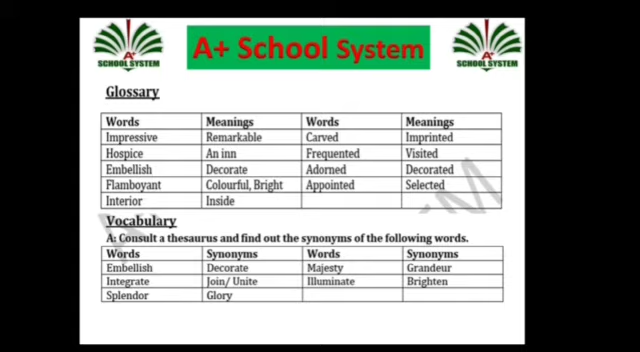 A+
SCHOOL SYSTEM
A+ School System
A+
SCHOOL SYSTEM
Glossary
Words Meanings Words Meanings
Impressive Remarkable Carved Imprinted
Hospice An inn Frequented Visited
Embellish Decorate Adorned Decorated
Flamboyant Colourful, Bright Appointed Selected
Interior Inside
Vocabulary
A: Consult a thesaurus and find out the synonyms of the following words.
Words Synonyms Words Synonyms
Embellish Decorate Majesty Grandeur
Integrate Join/ Unite Illuminate Brighten
Splendor Glory